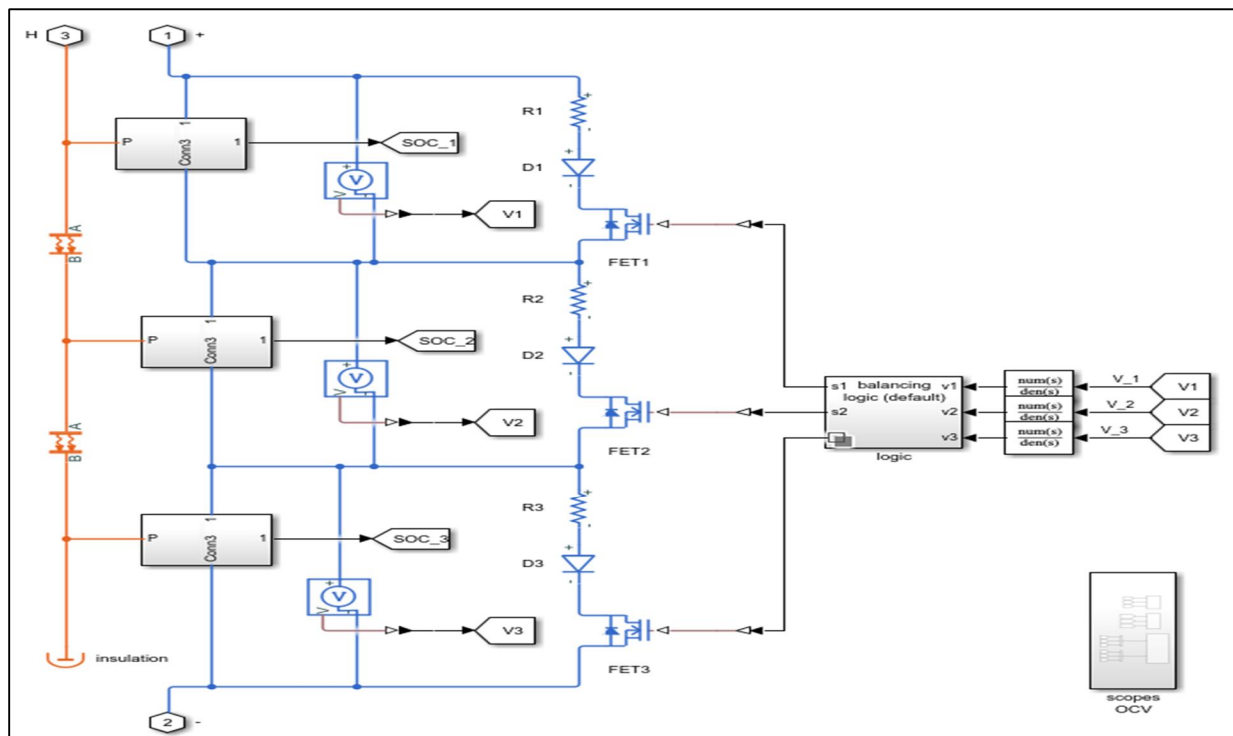 H 3
1 +
R1
1
P Conn3 1
SOC_1
D1
+
V
V
V1
FET1
A
B
R2
1
P Conn3 1
SOC_2
D2
+
V
V
V2
FET2
s1 balancing v1
logic (default)
s2 v2
v3
logic
num(s)
den(s)
V_1
V1
num(s)
den(s)
V_2
V2
num(s)
den(s)
V_3
V3
A
B
R3
1
P Conn3 1
SOC_3
D3
+
V
V
V3
FET3
insulation
2 -
scopes
OCV